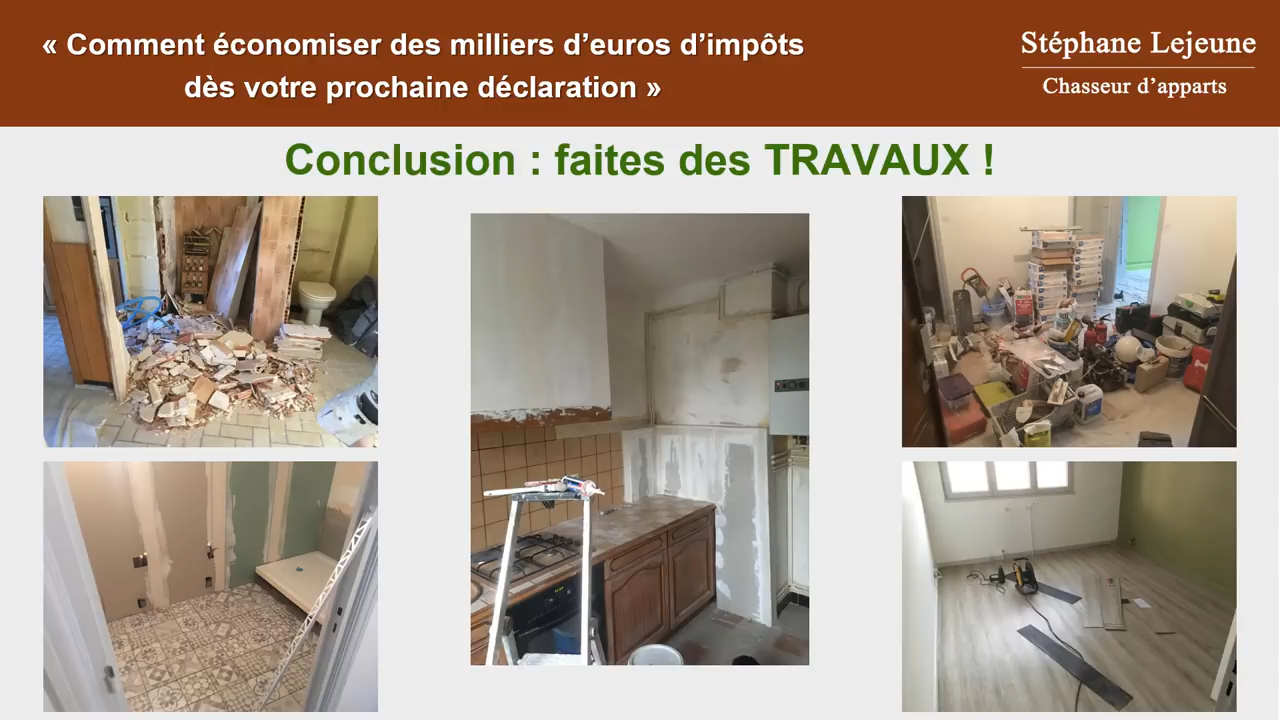 « Comment économiser des milliers d’euros d’impôts
dès votre prochaine déclaration »
Stéphane Lejeune
Chasseur d’apparts
Conclusion : faites des TRAVAUX !